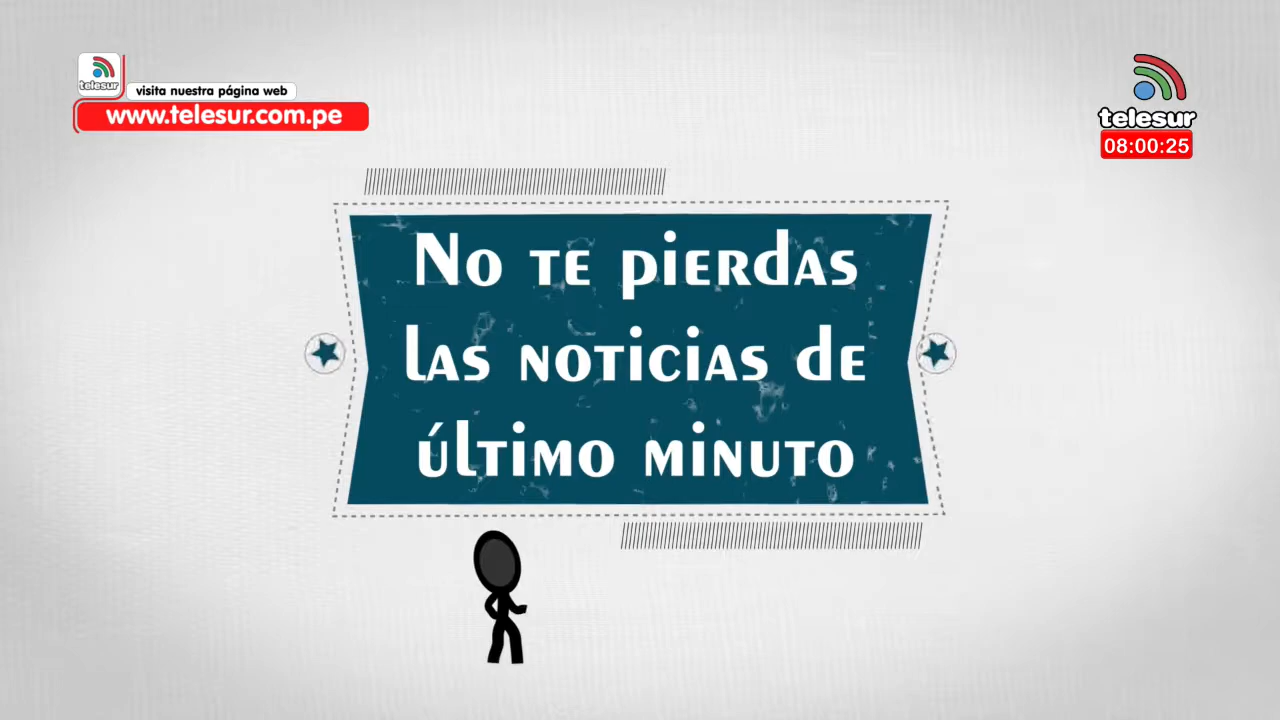 telesur
visita nuestra página web
www.telesur.com.pe
telesur
08:00:25
No te pierdas
las noticias de
último minuto